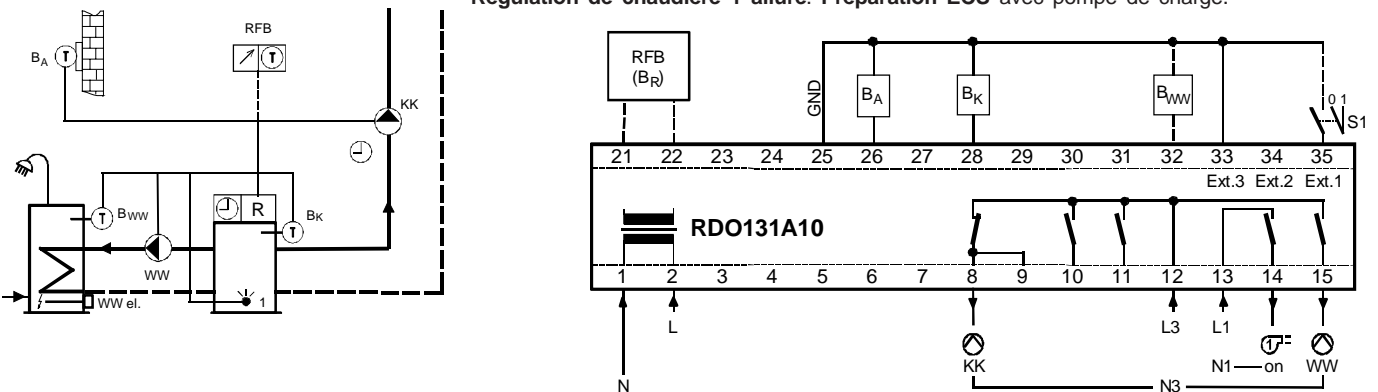 Régulation de chaudière 1 allure. Préparation ECS avec pompe de charge.
RFB
BA
T
T
KK
BWW
T
R
BK
T
WW
1
WW el.
RFB
(BR)
GND
BA
BK
BWW
0 1
S1
21 22 23 24 25 26 27 28 29 30 31 32 33 34 35
Ext.3 Ext.2 Ext.1
RDO131A10
1 2 3 4 5 6 7 8 9 10 11 12 13 14 15
L
L3
L1
1
KK
N1
on
WW
N
N3